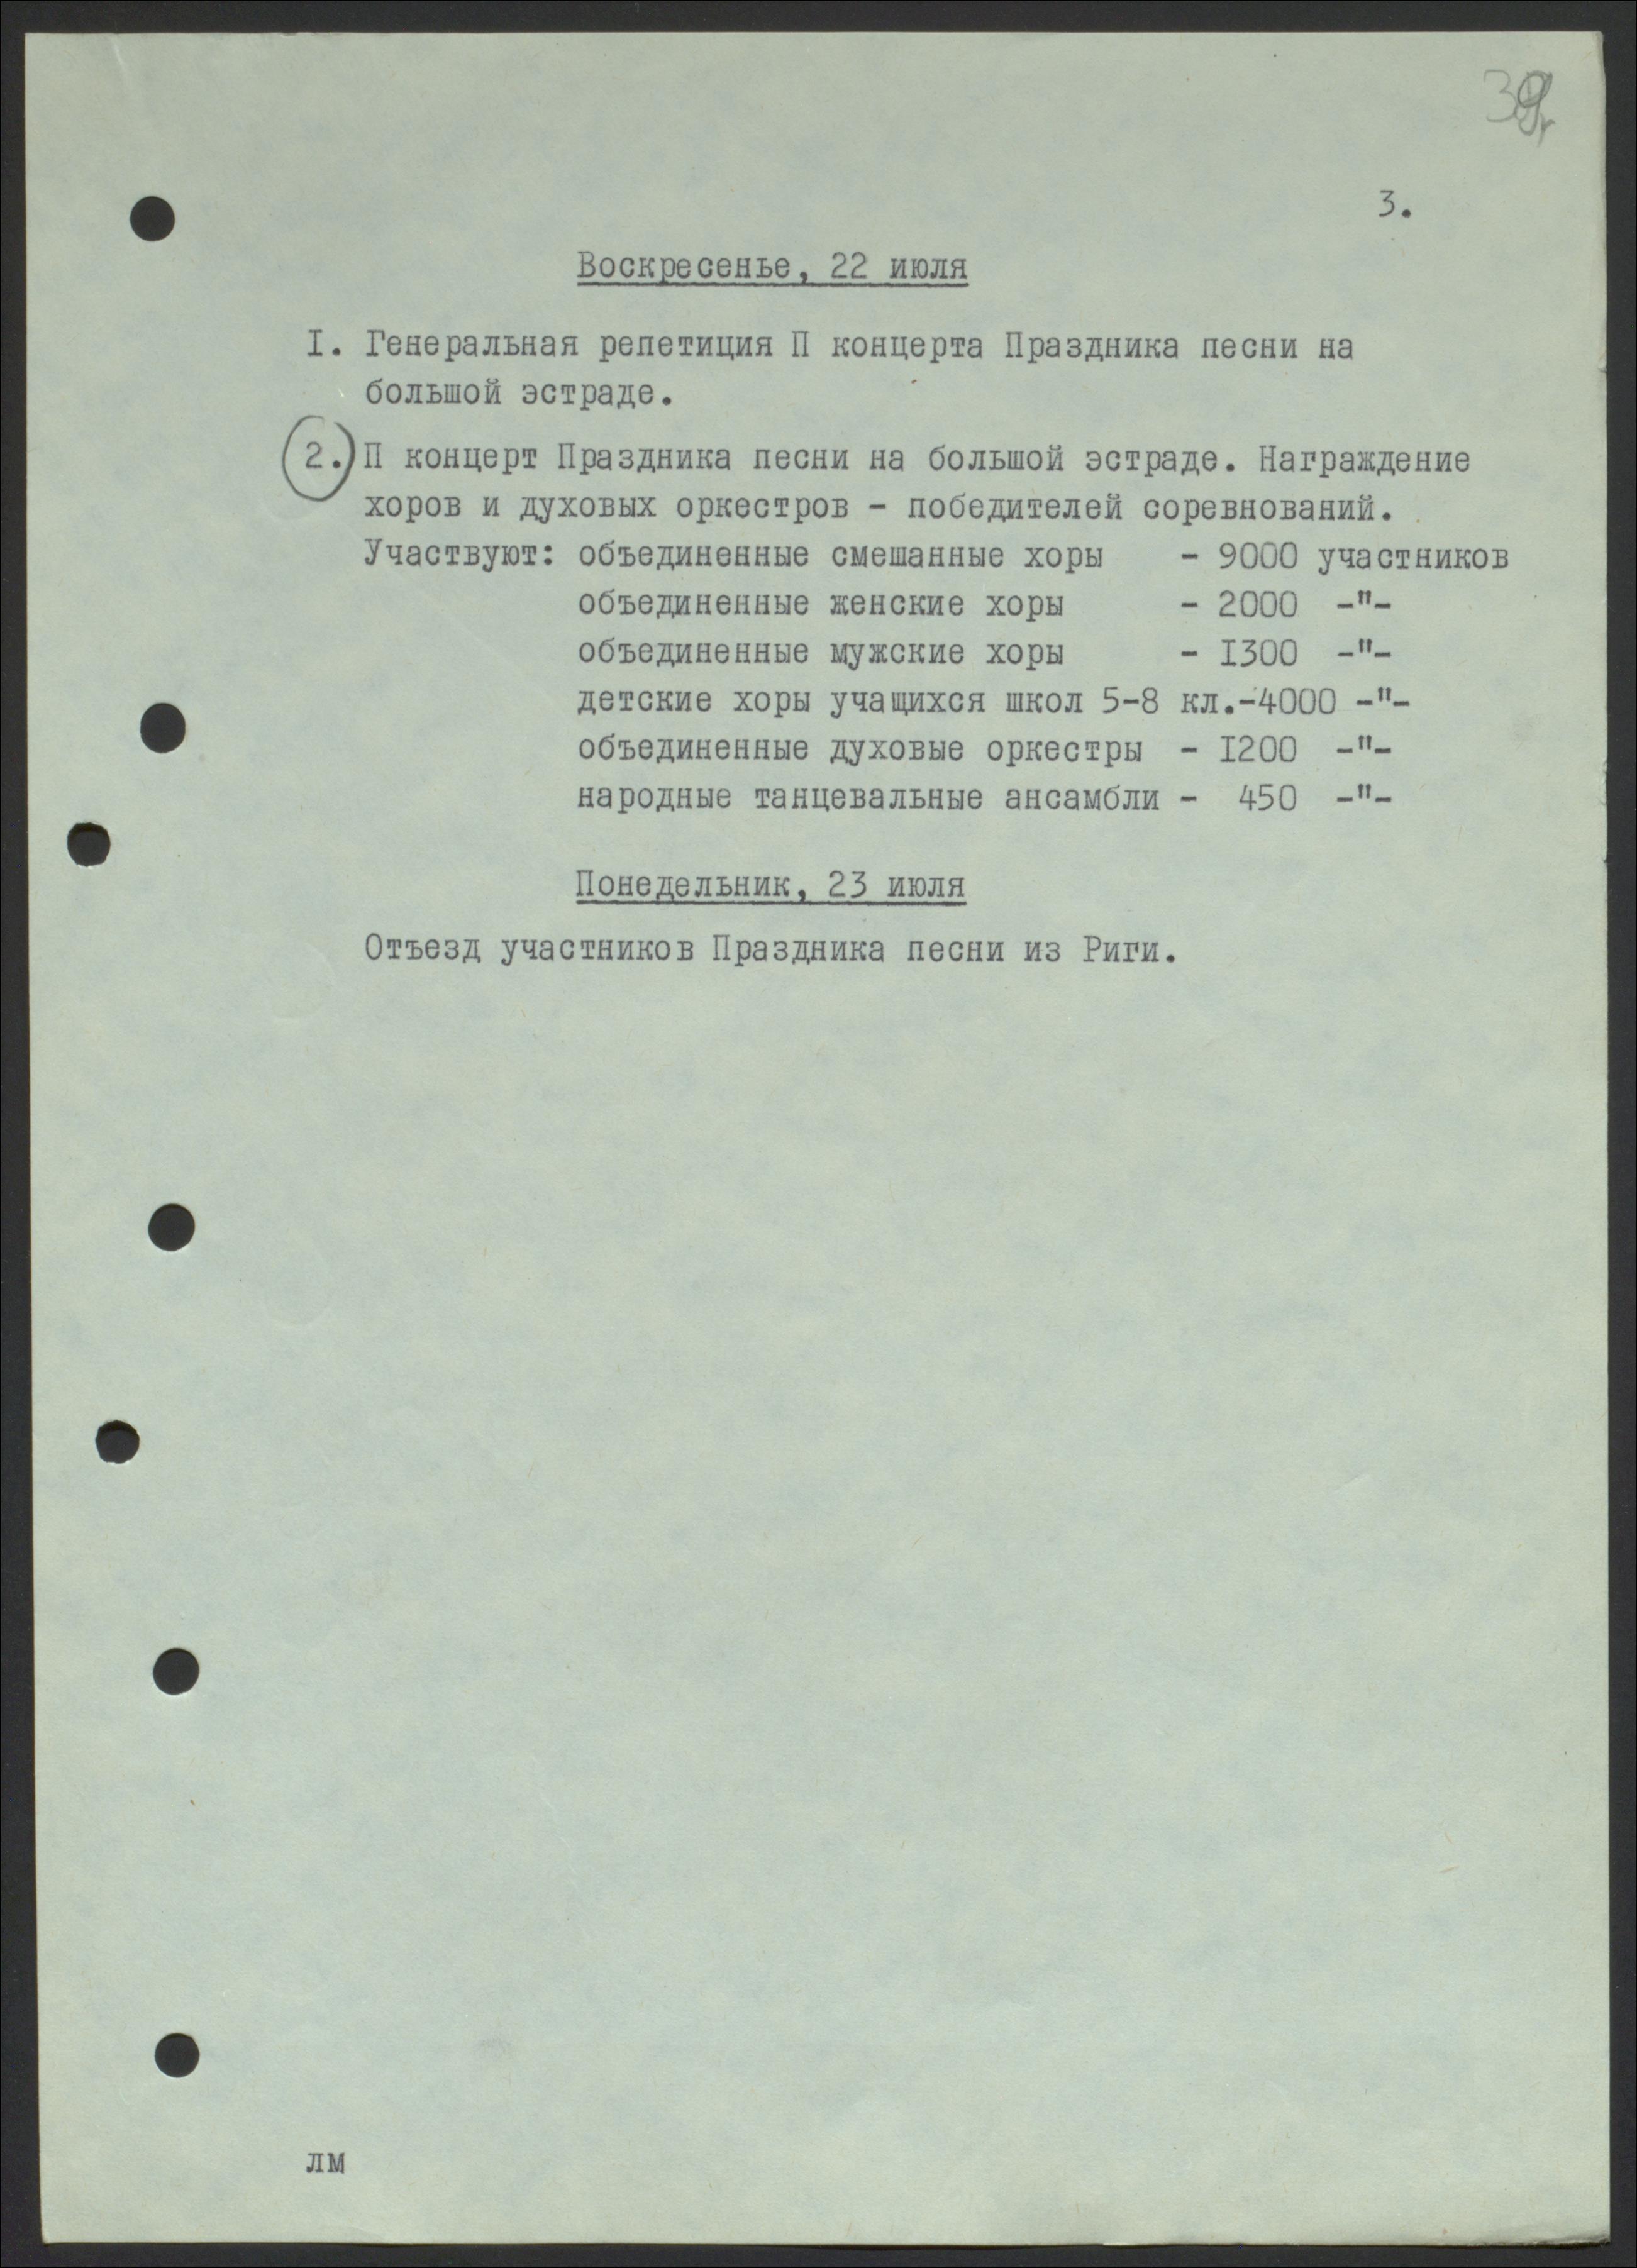 3.
Воскресенье, 22 июля
I. Генеральная репетиция П концерта Праздника песни на
большой эстраде.
2. П концерт Праздника песни на большой эстраде. Награждение
хоров и духовых оркестров - победителей соревнований.
Участвуют: объединенные смешанные хоры - 9000 участников
объединенные женские хоры - 2000 -"-
объединенные мужские хоры - I300 -"-
детские хоры учащихся школ 5-8 кл.-4000 -"-
объединенные духовые оркестры - I200 -"-
народные танцевальные ансамбли - 450 -"-
Понедельник, 23 июля
Отъезд участников Праздника песни из Риги.
лм